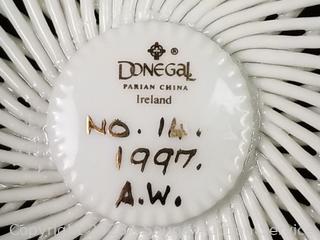 ®
DONEGAL
PARIAN CHINA
Ireland
NO. 14.
1997.
A.W.